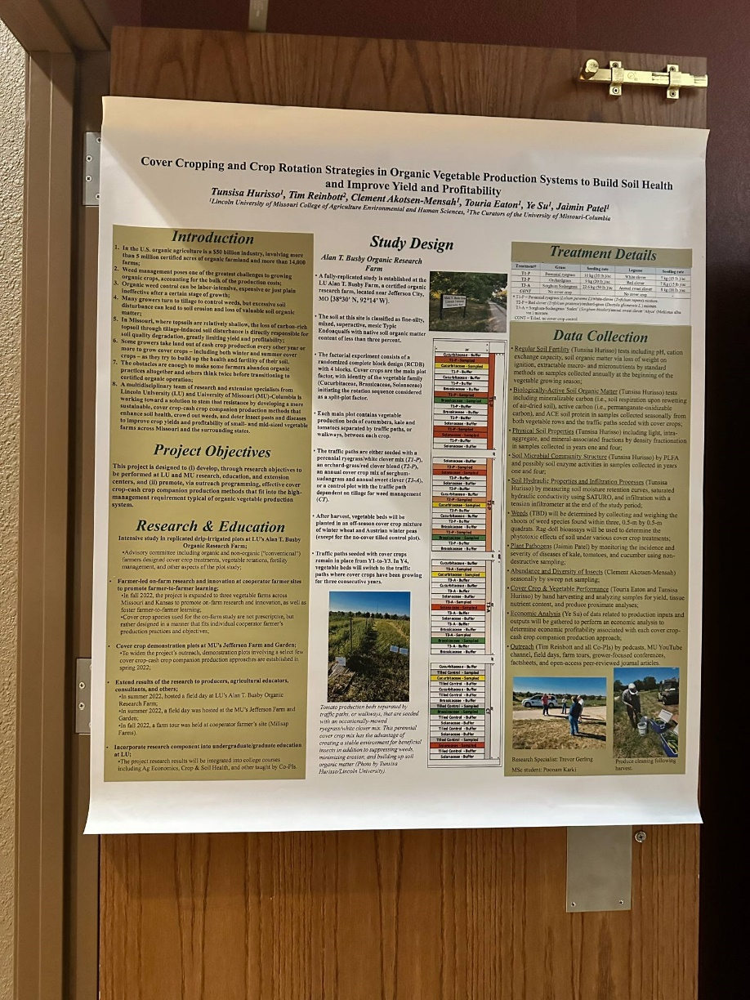 Cover Cropping and Crop Rotation Strategies in Organic Vegetable Production Systems to Build Soil Health
and Improve Yield and Profitability
Tunsisa Hurisso¹, Tim Reinbott², Clement Akotsen-Mensah¹, Touria Eaton¹, Ye Su¹, Jaimin Patel¹
¹Lincoln University of Missouri College of Agriculture Environmental and Human Sciences, ²The Curators of the University of Missouri-Columbia
Introduction
1. In the U.S. organic agriculture is a $50 billion industry, involving more
than 5 million certified acres of organic farmland and more than 14,000
farms;
2. Weed management poses one of the greatest challenges to growing
organic crops, accounting for the bulk of the production costs;
3. Organic weed control can be labor-intensive, expensive or just plain
ineffective after a certain stage of growth;
4. Many growers turn to tillage to control weeds, but excessive soil
disturbance can lead to soil erosion and loss of valuable soil organic
matter;
5. In Missouri, where topsoils are relatively shallow, the loss of carbon-rich
topsoil through tillage-induced soil disturbance is directly responsible for
soil quality degradation, greatly limiting yield and profitability;
6. Some growers take land out of cash crop production every other year or
more to grow cover crops – including both winter and summer cover
crops – as they try to build up the health and fertility of their soil.
7. The obstacles are enough to make some farmers abandon organic
practices altogether and others think twice before transitioning to
certified organic operation;
8. A multidisciplinary team of research and extension specialists from
Lincoln University (LU) and University of Missouri (MU)-Columbia is
working toward a solution to stem that resistance by developing a more
sustainable, cover crop-cash crop companion production methods that
enhance soil health, crowd out weeds, and deter insect pests and diseases
to improve crop yields and profitability of small- and mid-sized vegetable
farms across Missouri and the surrounding states.
Project Objectives
This project is designed to (i) develop, through research objectives to
be performed at LU and MU research, education, and extension
centers, and (ii) promote, via outreach programming, effective cover
crop-cash crop companion production methods that fit into the high-
management requirement typical of organic vegetable production
system.
Research & Education
Intensive study in replicated drip-irrigated plots at LU's Alan T. Busby
Organic Research Farm;
•Advisory committee including organic and non-organic ("conventional")
farmers designed cover crop treatments, vegetable rotations, fertility
management, and other aspects of the plot study;
• Farmer-led on-farm research and innovation at cooperator farmer sites
to promote farmer-to-farmer learning;
•In fall 2022, the project is expanded to three vegetable farms across
Missouri and Kansas to promote on-farm research and innovation, as well as
foster farmer-to-farmer learning;
•Cover crop species used for the on-farm study are not prescriptive, but
rather designed in a manner that fits individual cooperator farmer's
production practices and objectives;
• Cover crop demonstration plots at MU's Jefferson Farm and Garden;
•To widen the project's outreach, demonstration plots involving a select few
cover crop-cash crop companion production approaches are established in
spring 2022;
• Extend results of the research to producers, agricultural educators,
consultants, and others;
•In summer 2022, hosted a field day at LU's Alan T. Busby Organic
Research Farm;
•In summer 2022, a field day was hosted at the MU's Jefferson Farm and
Garden;
•In fall 2022, a farm tour was held at cooperator farmer's site (Millsap
Farms).
• Incorporate research component into undergraduate/graduate education
at LU;
•The project research results will be integrated into college courses
including Ag Economics, Crop & Soil Health, and other taught by Co-PIs.
Study Design
Alan T. Busby Organic Research
Farm
• A fully-replicated study is established at the
LU Alan T. Busby Farm, a certified organic
research farm, located near Jefferson City,
MO (38°30' N, 92°14' W).
• The soil at this site is classified as fine-silty,
mixed, superactive, mesic Typic
Endoaqualfs with native soil organic matter
content of less than three percent.
• The factorial experiment consists of a
randomized complete block design (RCDB)
with 4 blocks. Cover crops are the main plot
factor, with identity of the vegetable family
(Cucurbitaceae, Brassicaceae, Solanaceae)
initiating the rotation sequence considered
as a split-plot factor.
• Each main plot contains vegetable
production beds of cucumbers, kale and
tomatoes separated by traffic paths, or
walkways, between each crop.
• The traffic paths are either seeded with a
perennial ryegrass/white clover mix (T1-P),
an orchard-grass/red clover blend (T2-P),
an annual cover crop mix of sorghum-
sudangrass and annual sweet clover (T3-A),
or a control plot with the traffic path
dependent on tillage for weed management
(CT).
• After harvest, vegetable beds will be
planted in an off-season cover crop mixture
of winter wheat and Austrian winter peas
(except for the no-cover tilled control plot).
• Traffic paths seeded with cover crops
remain in place from Y1-to-Y3. In Y4,
vegetable beds will switch to the traffic
paths where cover crops have been growing
for three consecutive years.
Tomato production beds separated by
traffic paths, or walkways, that are seeded
with an occasionally-mowed
ryegrass/white clover mix. This perennial
cover crop mix has the advantage of
creating a stable environment for beneficial
insects in addition to suppressing weeds,
minimizing erosion, and building up soil
organic matter (Photo by Tunsisa
Hurisso/Lincoln University).
Treatment Details
Treatment* Grass Seeding rate Legume Seeding rate
T1-P Perennial ryegrass White clover
T2-P Orchardgrass Red clover
T3-A Sorghum-Sudangrass Annual sweet clover
CONT No cover crop No cover crop
CONT = Tilled, no cover crop control.
Data Collection
• Regular Soil Fertility (Tunsisa Hurisso) tests including pH, cation
exchange capacity, soil organic matter via loss of weight on
ignition, extractable macro- and micronutrients by standard
methods on samples collected annually at the beginning of the
vegetable growing season;
• Biologically-Active Soil Organic Matter (Tunsisa Hurisso) tests
including mineralizable carbon (i.e., soil respiration upon rewetting
of air-dried soil), active carbon (i.e., permanganate-oxidizable
carbon), and ACE soil protein in samples collected seasonally from
both vegetable rows and the traffic paths seeded with cover crops;
• Physical Soil Properties (Tunsisa Hurisso) including light, intra-
aggregate, and mineral-associated fractions by density fractionation
in samples collected in years one and four;
• Soil Microbial Community Structure (Tunsisa Hurisso) by PLFA
and possibly soil enzyme activities in samples collected in years
one and four;
• Soil Hydraulic Properties and Infiltration Processes (Tunsisa
Hurisso) by measuring soil moisture retention curves, saturated
hydraulic conductivity using SATURO, and infiltration with a
tension infiltrometer at the end of the study period;
• Weeds (TBD) will be determined by collecting and weighing the
shoots of weed species found within three, 0.5-m by 0.5-m
quadrats. Rag-doll bioassays will be used to determine the
phytotoxic effects of soil under various cover crop treatments;
• Plant Pathogens (Jaimin Patel) by monitoring the incidence and
severity of diseases of kale, tomatoes, and cucumber using non-
destructive sampling;
• Abundance and Diversity of Insects (Clement Akotsen-Mensah)
seasonally by sweep net sampling;
• Cover Crop & Vegetable Performance (Touria Eaton and Tunsisa
Hurisso) by hand harvesting and analyzing samples for yield, tissue
nutrient content, and produce proximate analyses;
• Economic Analysis (Ye Su) of data related to production inputs and
outputs will be gathered to perform an economic analysis to
determine economic profitability associated with each cover crop-
cash crop companion production approach;
• Outreach (Tim Reinbott and all Co-PIs) by podcasts, MU YouTube
channel, field days, farm tours, grower-focused conferences,
factsheets, and open-access peer-reviewed journal articles.
Research Specialist: Trevor Gerling
MSc student: Poonam Karki
Produce cleaning following
harvest.